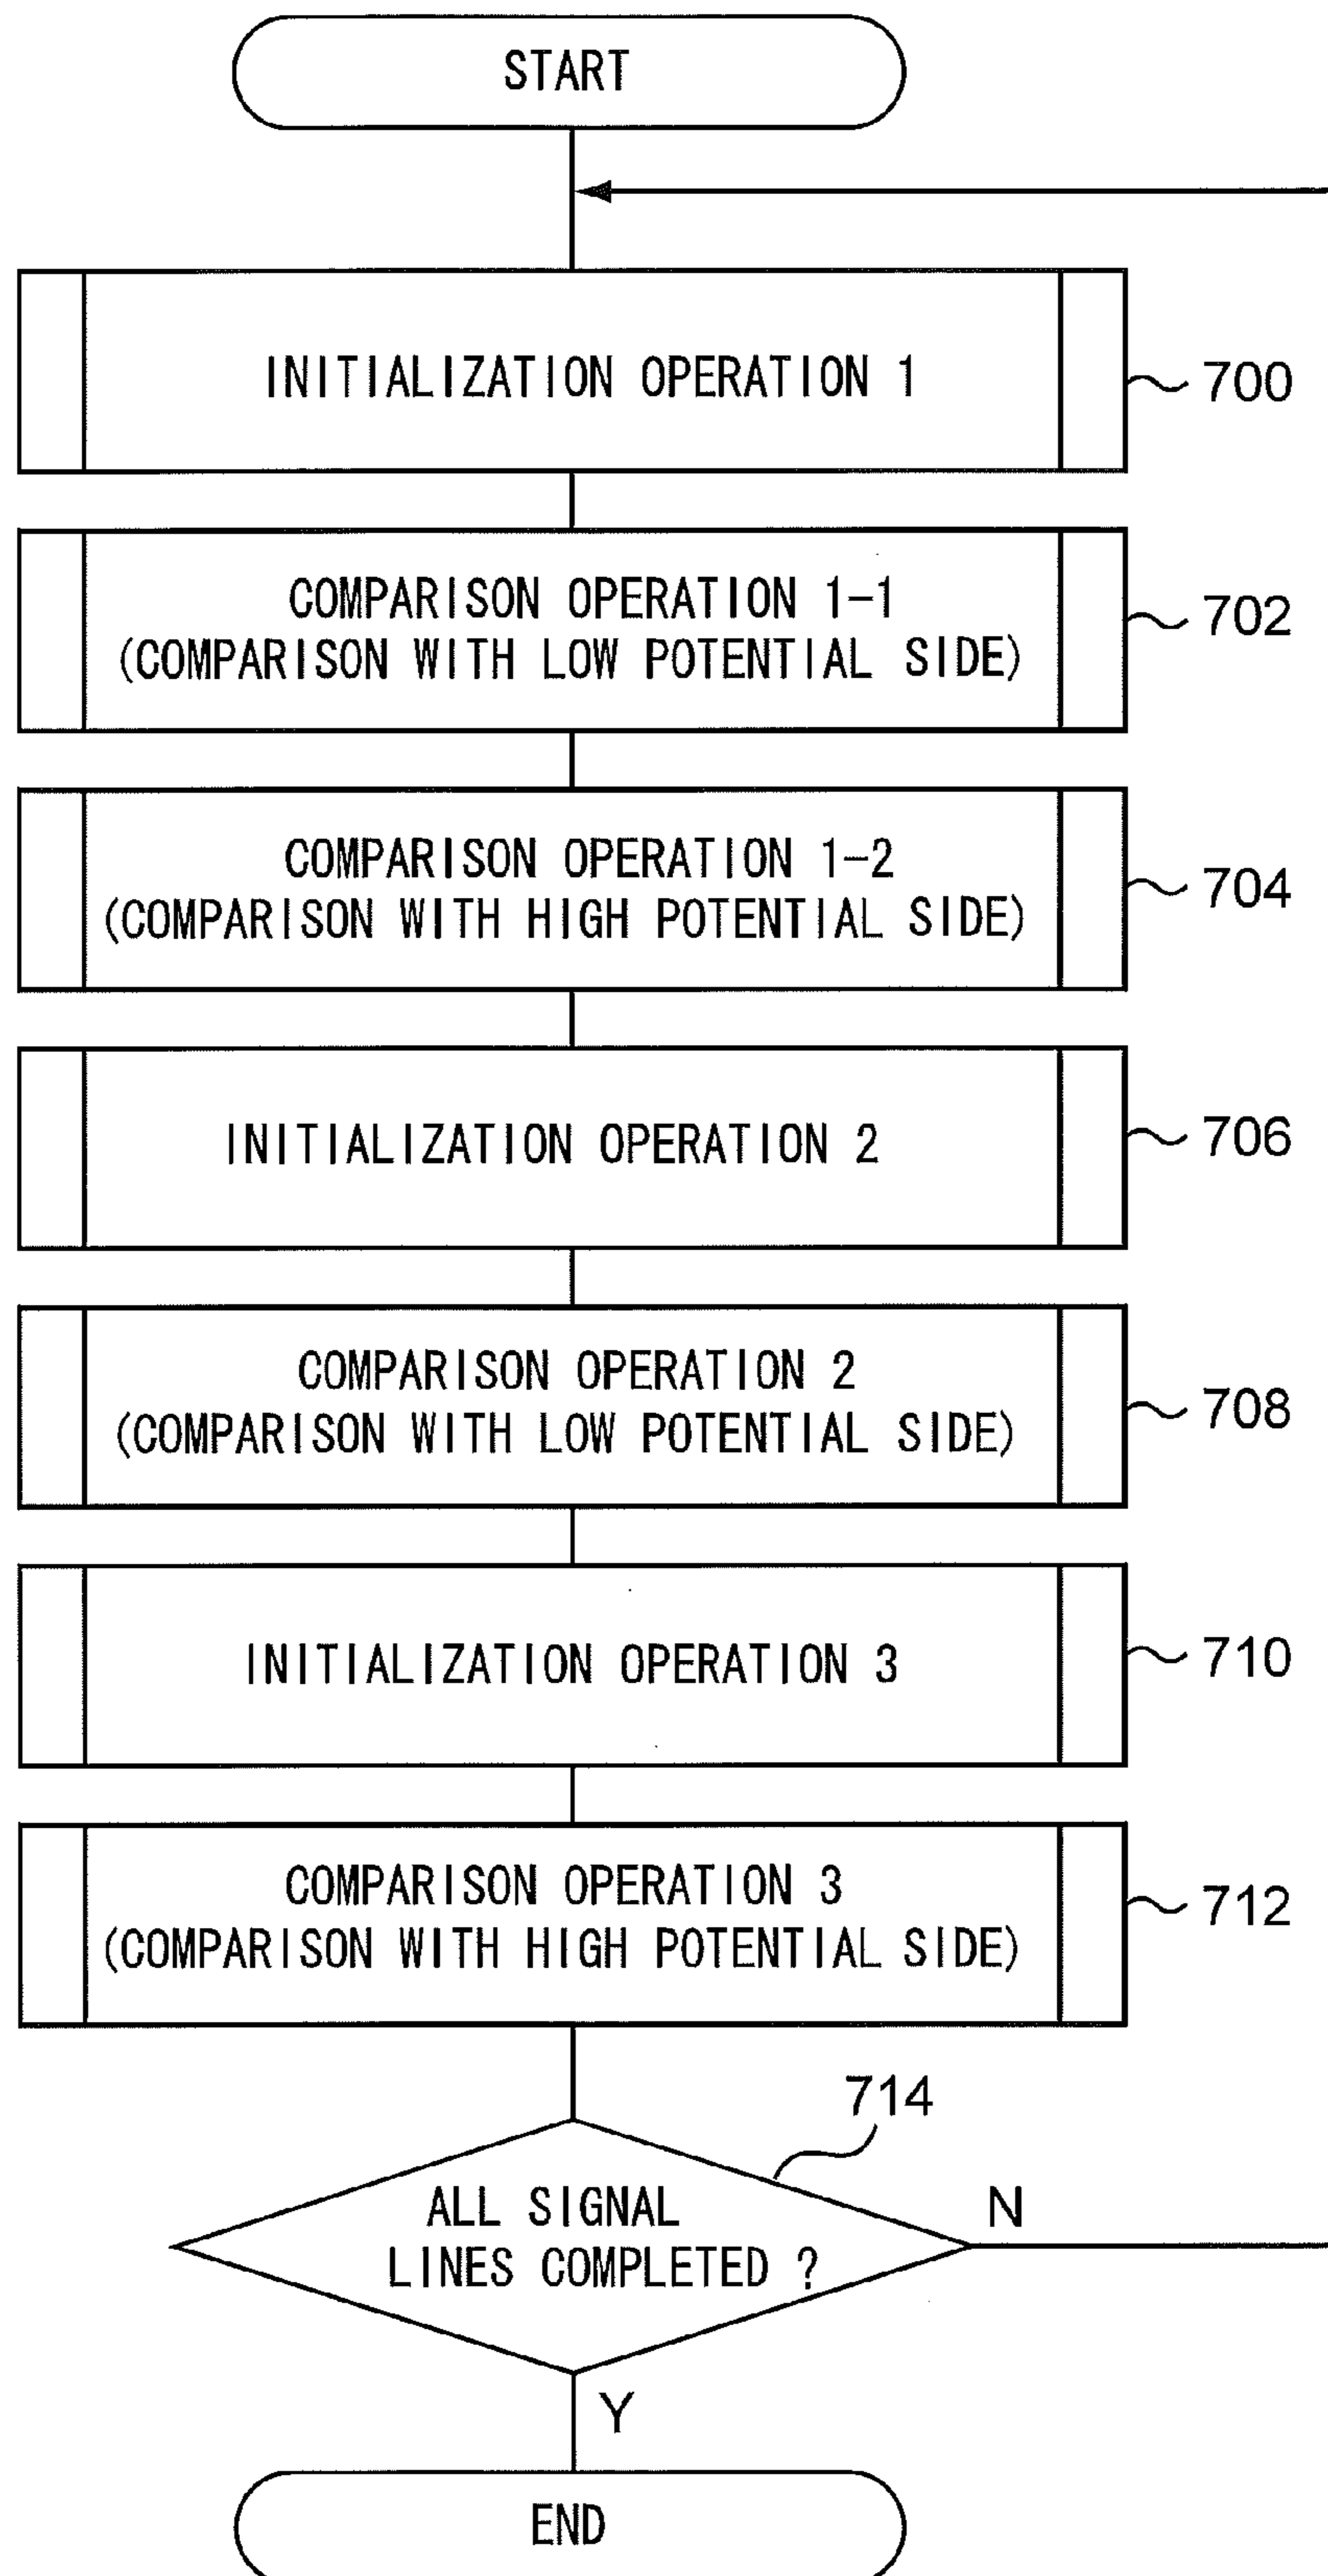 START
INITIALIZATION OPERATION 1
700
COMPARISON OPERATION 1-1
(COMPARISON WITH LOW POTENTIAL SIDE)
702
COMPARISON OPERATION 1-2
(COMPARISON WITH HIGH POTENTIAL SIDE)
704
INITIALIZATION OPERATION 2
706
COMPARISON OPERATION 2
(COMPARISON WITH LOW POTENTIAL SIDE)
708
INITIALIZATION OPERATION 3
710
COMPARISON OPERATION 3
(COMPARISON WITH HIGH POTENTIAL SIDE)
712
714
ALL SIGNAL
LINES COMPLETED ?
N
Y
END